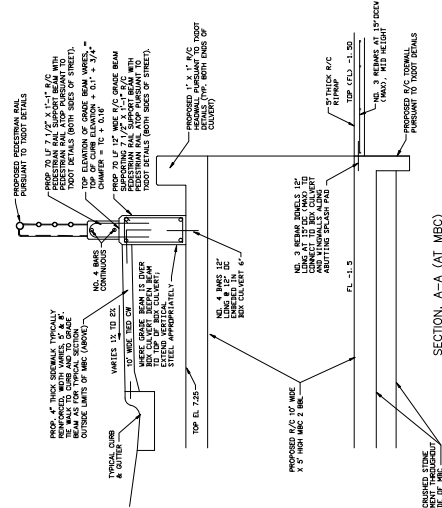 PROPOSED PEDESTRIAN RAIL
PURSUANT TO TXDOT DETAILS
PROP 70 LF 7 1/2" X 1'-1" R/C
PEDESTRIAN RAIL SUPPORT BEAM WITH
PEDESTRIAN RAIL ATOP PURSUANT TO
TXDOT DETAILS (BOTH SIDES OF STREET).
TOP ELEVATION OF GRADE BEAM VARIES, =
TOP OF CURB ELEVATION + 0.1' + 3/4"
CHAMFER = TC + 0.16'
PROP 70 LF 12" WIDE R/C GRADE BEAM
SUPPORTING 7 1/2" X 1'-1" R/C
PEDESTRIAN RAIL SUPPORT BEAM WITH
PEDESTRIAN RAIL ATOP PURSUANT TO
TXDOT DETAILS (BOTH SIDES OF STREET).
PROPOSED 1' X 1' R/C
HEADWALL PURSUANT TO TXDOT
DETAILS (TYP, BOTH ENDS OF
CULVERT)
NO. 4 BARS
CONTINUOUS
PROP. 4" THICK SIDEWALK TYPICALLY
REINFORCED, WIDTH VARIES, 5' & 8',
TIE WALK TO CURB AND TO GRADE
BEAM AS FOR TYPICAL SECTION
OUTSIDE LIMITS OF MBC (ABOVE)
VARIES 1% TO 2%
10' WIDE TIED CW
WHERE GRADE BEAM IS OVER
BOX CULVERT DEEPEN BEAM
TO TOP OF BOX CULVERT;
EXTEND VERTICAL
STEEL APPROPRIATELY
TYPICAL CURB
& GUTTER
TOP EL 7.25
NO. 4 BARS 12"
LONG @ 12" OC
EMBEDED IN
BOX CULVERT 6"
5" THICK R/C
RIPRAP
TOP (FL) -1.50
NO. 3 REBARS AT 15" OCEW
(MAX), MID HEIGHT
NO. 3 REBAR DOWELS 12"
LONG AT 15" OC (MAX) TO
CONNECT TO BOX CULVERT
AND WINGWALLS ALONG
ABUTTING SPLASH PAD
PROPOSED R/C TOEWALL
PURSUANT TO TXDOT DETAILS
FL -1.5
PROPOSED R/C 10' WIDE
X 5' HIGH MBC 2 BBL
CRUSHED STONE
MENT THROUGHOUT
DE OF MBC
SECTION, A-A (AT MBC)